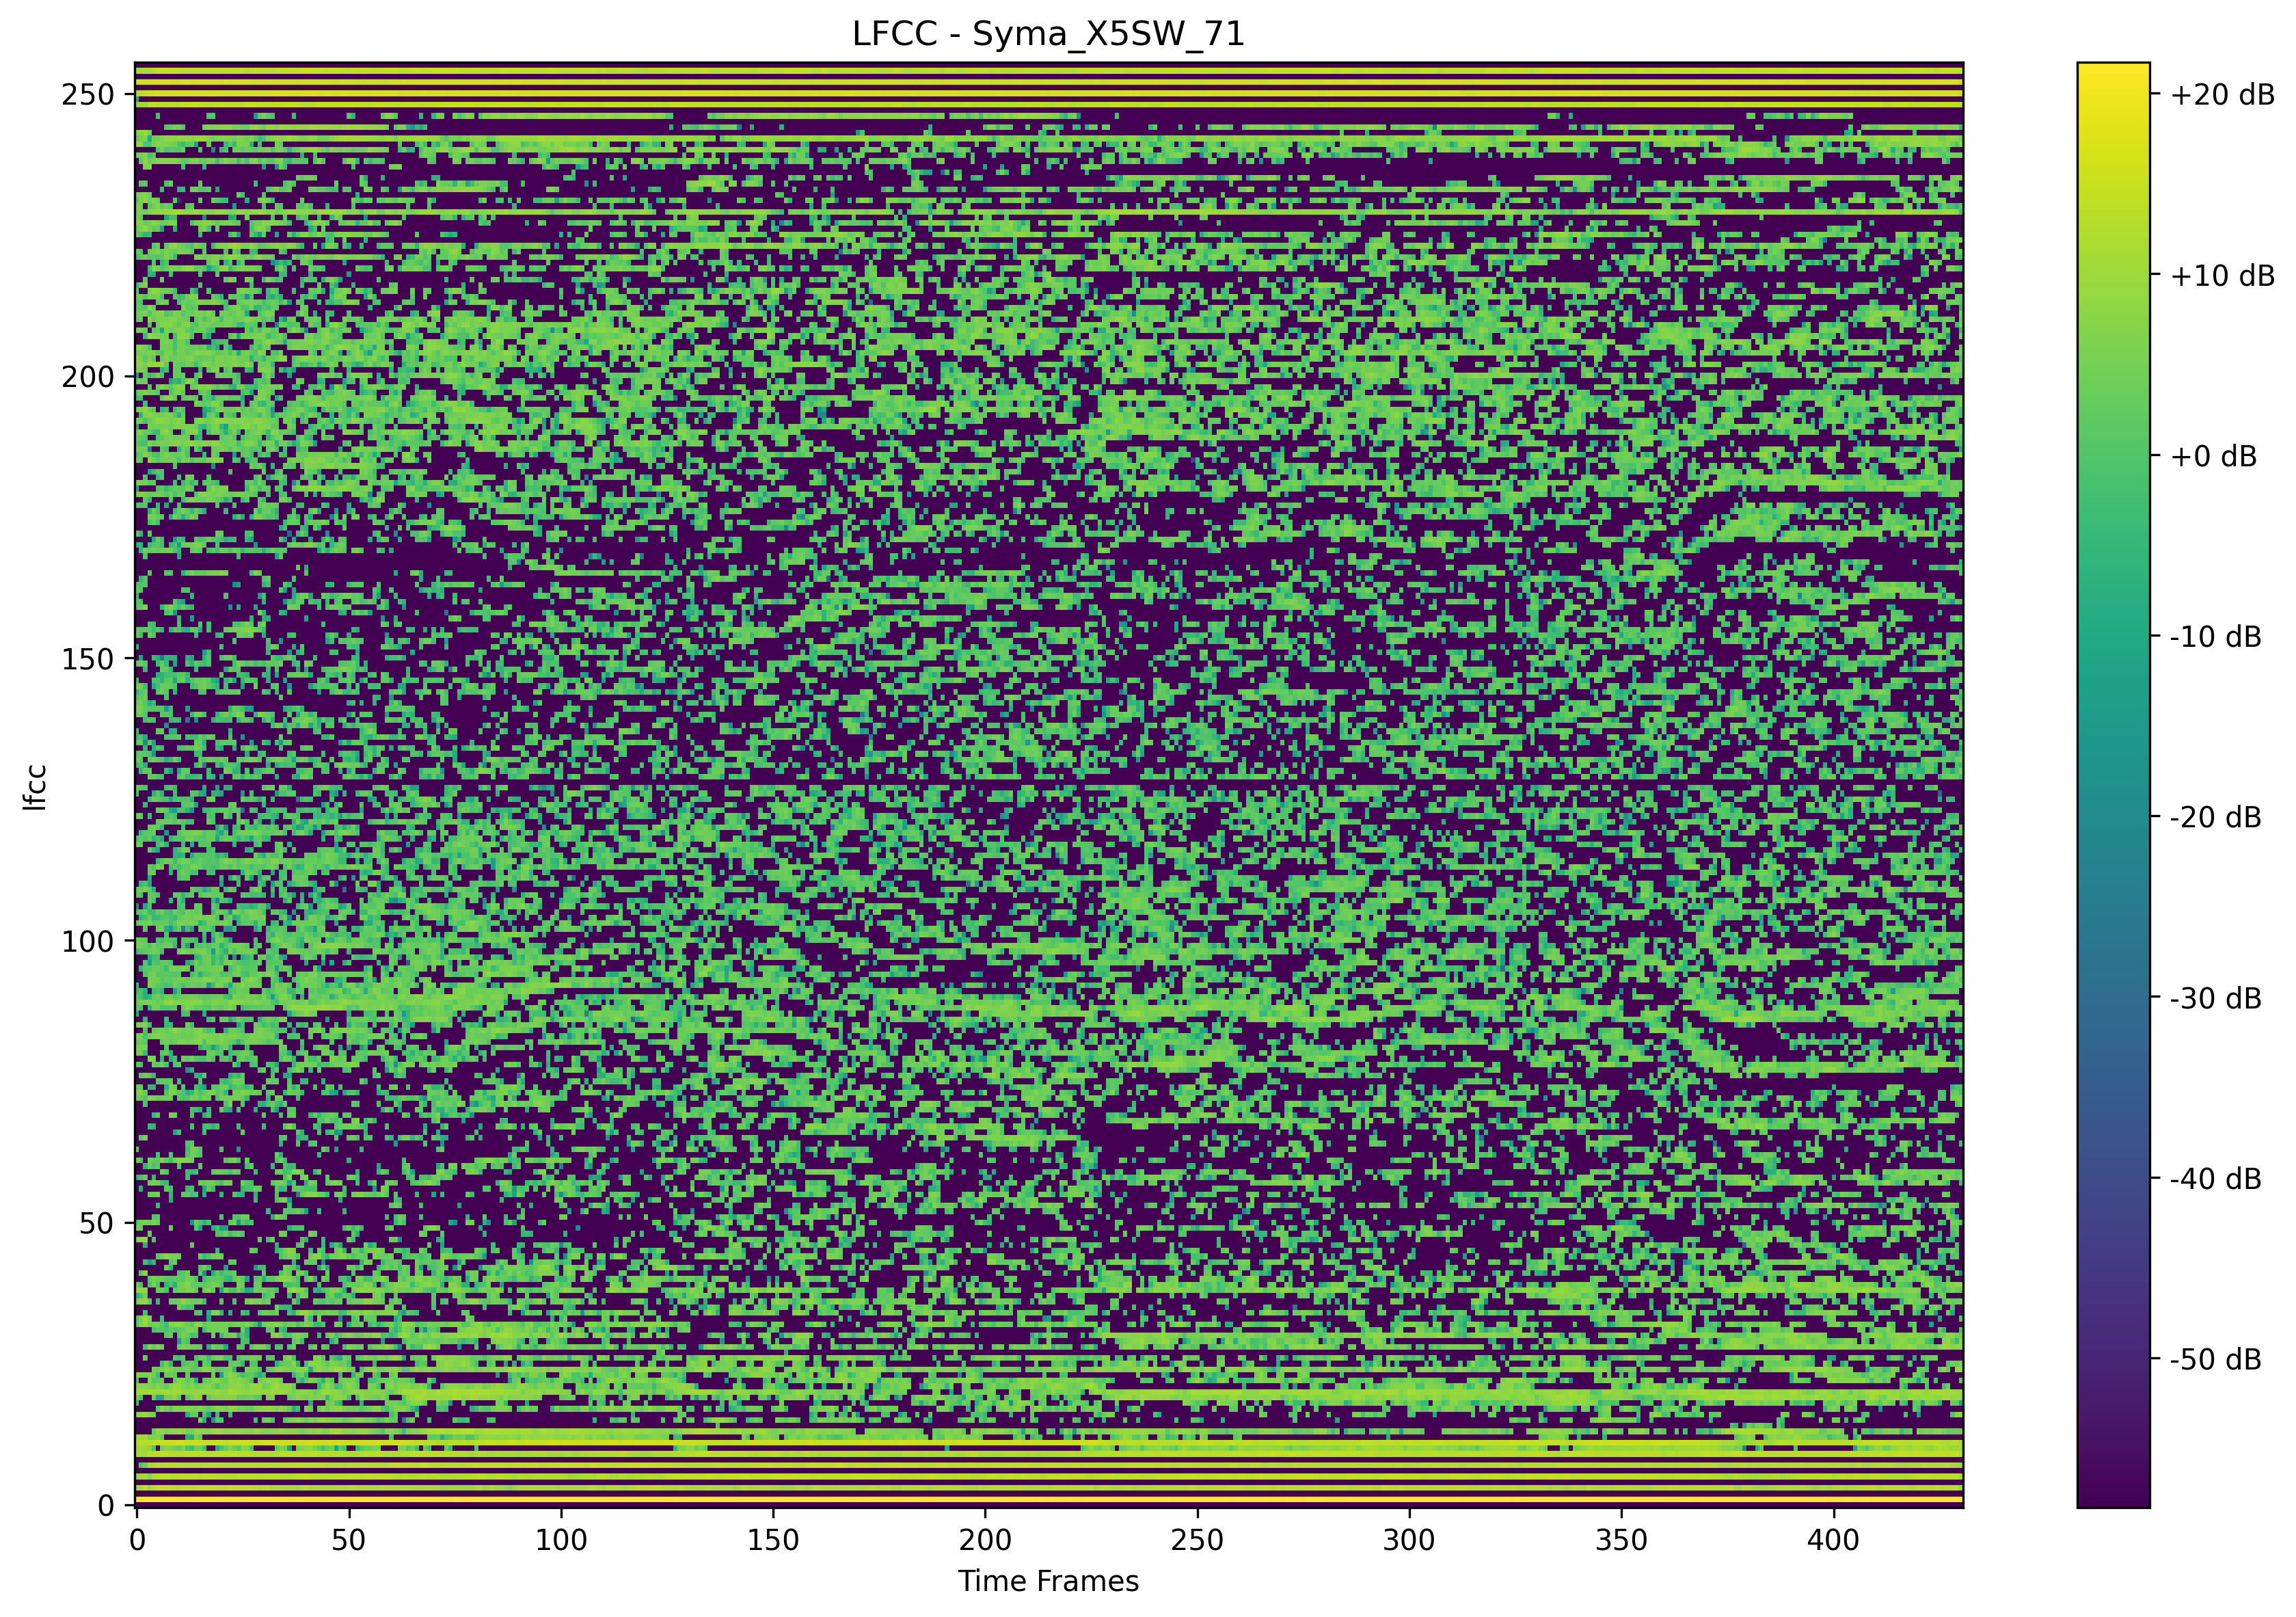 LFCC - Syma_X5SW_71
lfcc
250
200
150
100
50
0
0 50 100 150 200 250 300 350 400
Time Frames
+20 dB
+10 dB
+0 dB
-10 dB
-20 dB
-30 dB
-40 dB
-50 dB